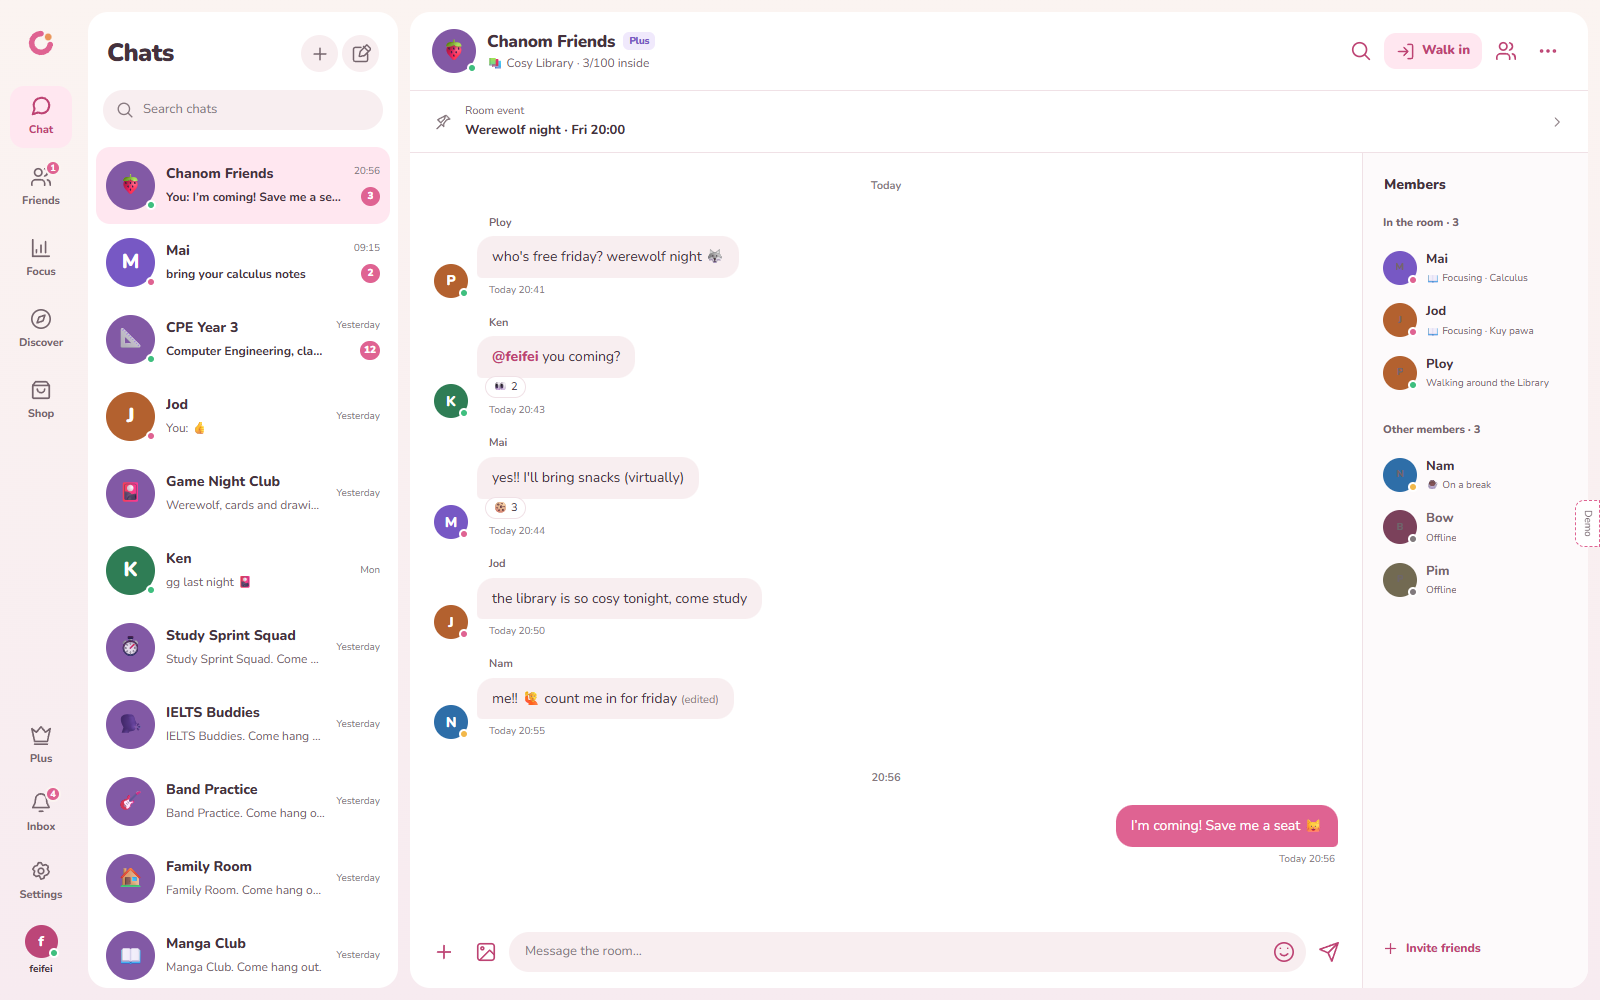 Chat
1
Friends
Focus
Discover
Shop
Plus
4
Inbox
Settings
f
feifei
Chats
Search chats
Chanom Friends
20:56
You: I'm coming! Save me a se...
3
M
Mai
09:15
bring your calculus notes
2
CPE Year 3
Yesterday
Computer Engineering, cla...
12
J
Jod
Yesterday
You: 👍
Game Night Club
Yesterday
Werewolf, cards and drawi...
K
Ken
Mon
gg last night 🎴
Study Sprint Squad
Yesterday
Study Sprint Squad. Come ...
IELTS Buddies
Yesterday
IELTS Buddies. Come hang ...
Band Practice
Yesterday
Band Practice. Come hang o...
Family Room
Yesterday
Family Room. Come hang o...
Manga Club
Yesterday
Manga Club. Come hang out.
Chanom Friends Plus
Cosy Library · 3/100 inside
Walk in
Room event
Werewolf night · Fri 20:00
Today
Ploy
who's free friday? werewolf night 🐺
P
Today 20:41
Ken
@feifei you coming?
👀 2
K
Today 20:43
Mai
yes!! I'll bring snacks (virtually)
🍪 3
M
Today 20:44
Jod
the library is so cosy tonight, come study
J
Today 20:50
Nam
me!! 🙋 count me in for friday (edited)
N
Today 20:55
20:56
I'm coming! Save me a seat 😺
Today 20:56
Message the room...
Members
In the room · 3
M
Mai
📖 Focusing · Calculus
J
Jod
📖 Focusing · Kuy pawa
P
Ploy
Walking around the Library
Other members · 3
N
Nam
On a break
B
Bow
Offline
Pim
Offline
Invite friends
Demo